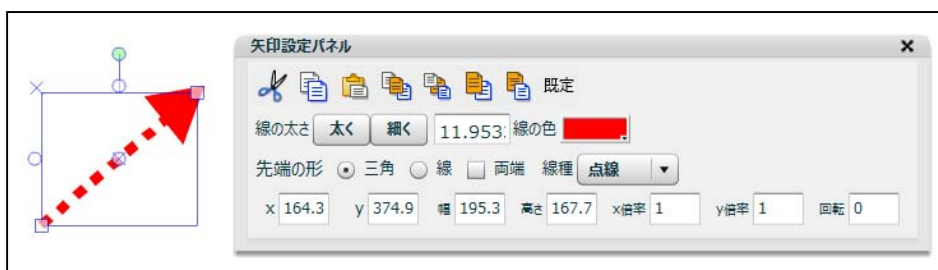 矢印設定パネル
既定
線の太さ 太く 細く 11.953 線の色
先端の形 三角 線 両端 線種 点線
x 164.3 y 374.9 幅 195.3 高さ 167.7 x倍率 1 y倍率 1 回転 0